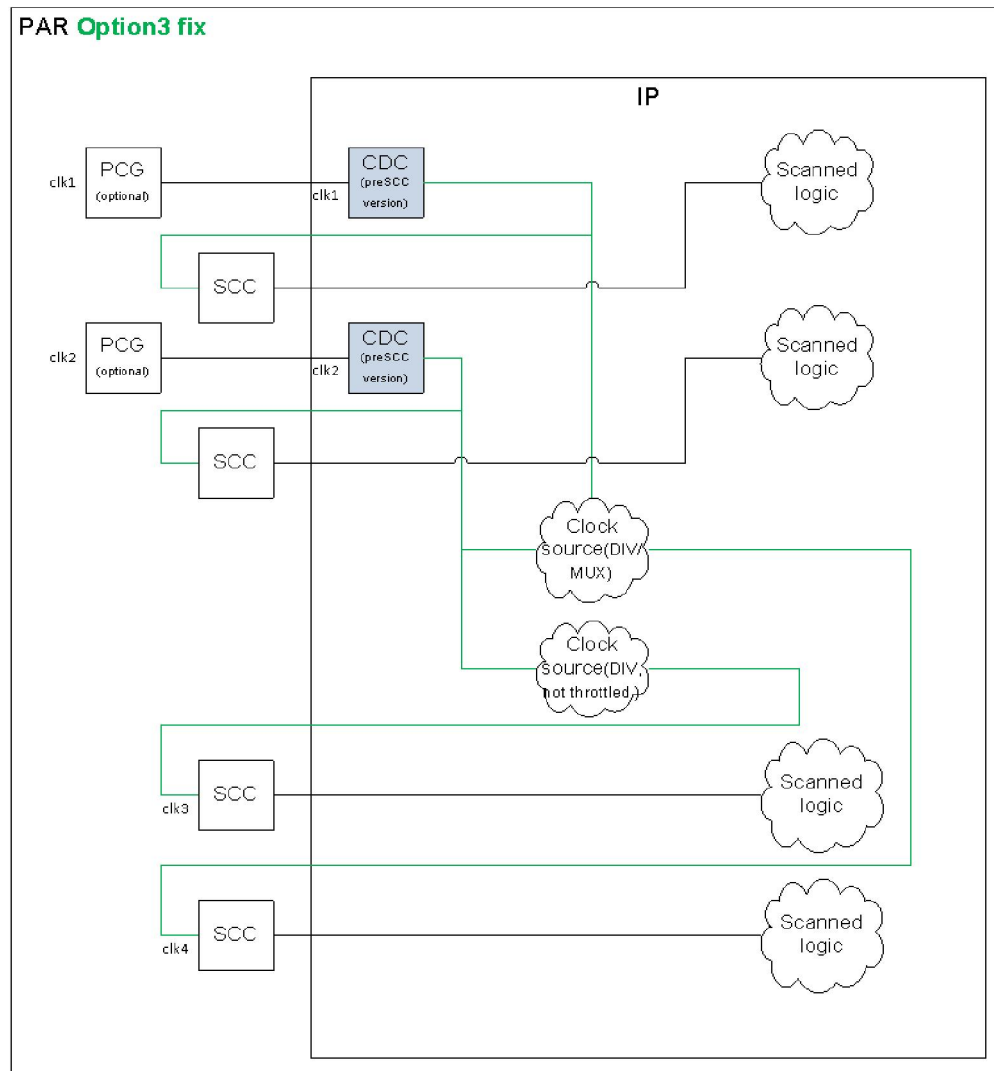 PAR Option3 fix
IP
clk1
PCG
(optional)
clk1
CDC
(preSCC
version)
Scanned
logic
SCC
clk2
PCG
(optional)
clk2
CDC
(preSCC
version)
Scanned
logic
SCC
Clock
source(DIV/
MUX)
Clock
source(DIV,
not throttled,)
clk3
SCC
Scanned
logic
clk4
SCC
Scanned
logic